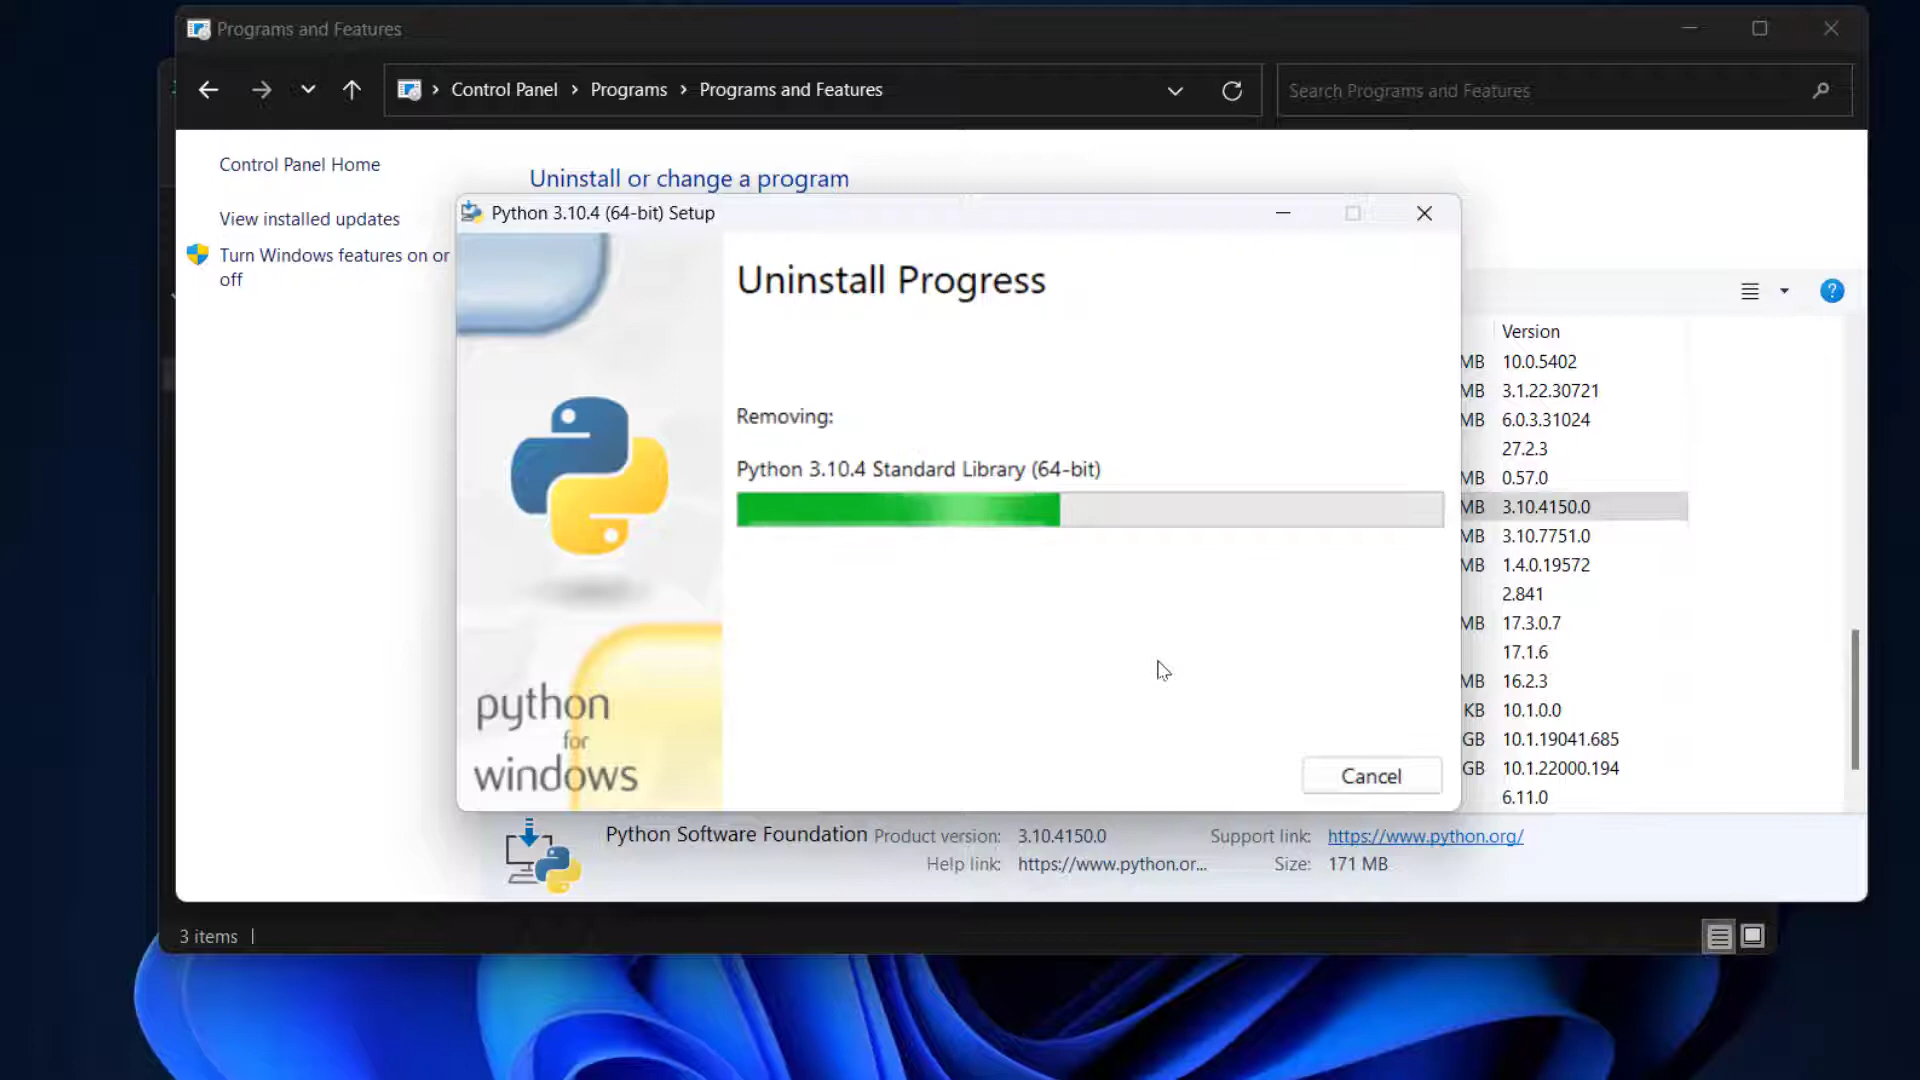 Programs and Features
Control Panel > Programs > Programs and Features
Search Programs and Features
Control Panel Home
View installed updates
Turn Windows features on or
off
Uninstall or change a program
Python 3.10.4 (64-bit) Setup
Uninstall Progress
Removing:
Python 3.10.4 Standard Library (64-bit)
Cancel
python
for
windows
Version
MB 10.0.5402
MB 3.1.22.30721
MB 6.0.3.31024
27.2.3
MB 0.57.0
MB 3.10.4150.0
MB 3.10.7751.0
MB 1.4.0.19572
2.841
MB 17.3.0.7
17.1.6
MB 16.2.3
KB 10.1.0.0
GB 10.1.19041.685
GB 10.1.22000.194
6.11.0
Python Software Foundation Product version: 3.10.4150.0 Support link: https://www.python.org/
Help link: https://www.python.or... Size: 171 MB
3 items